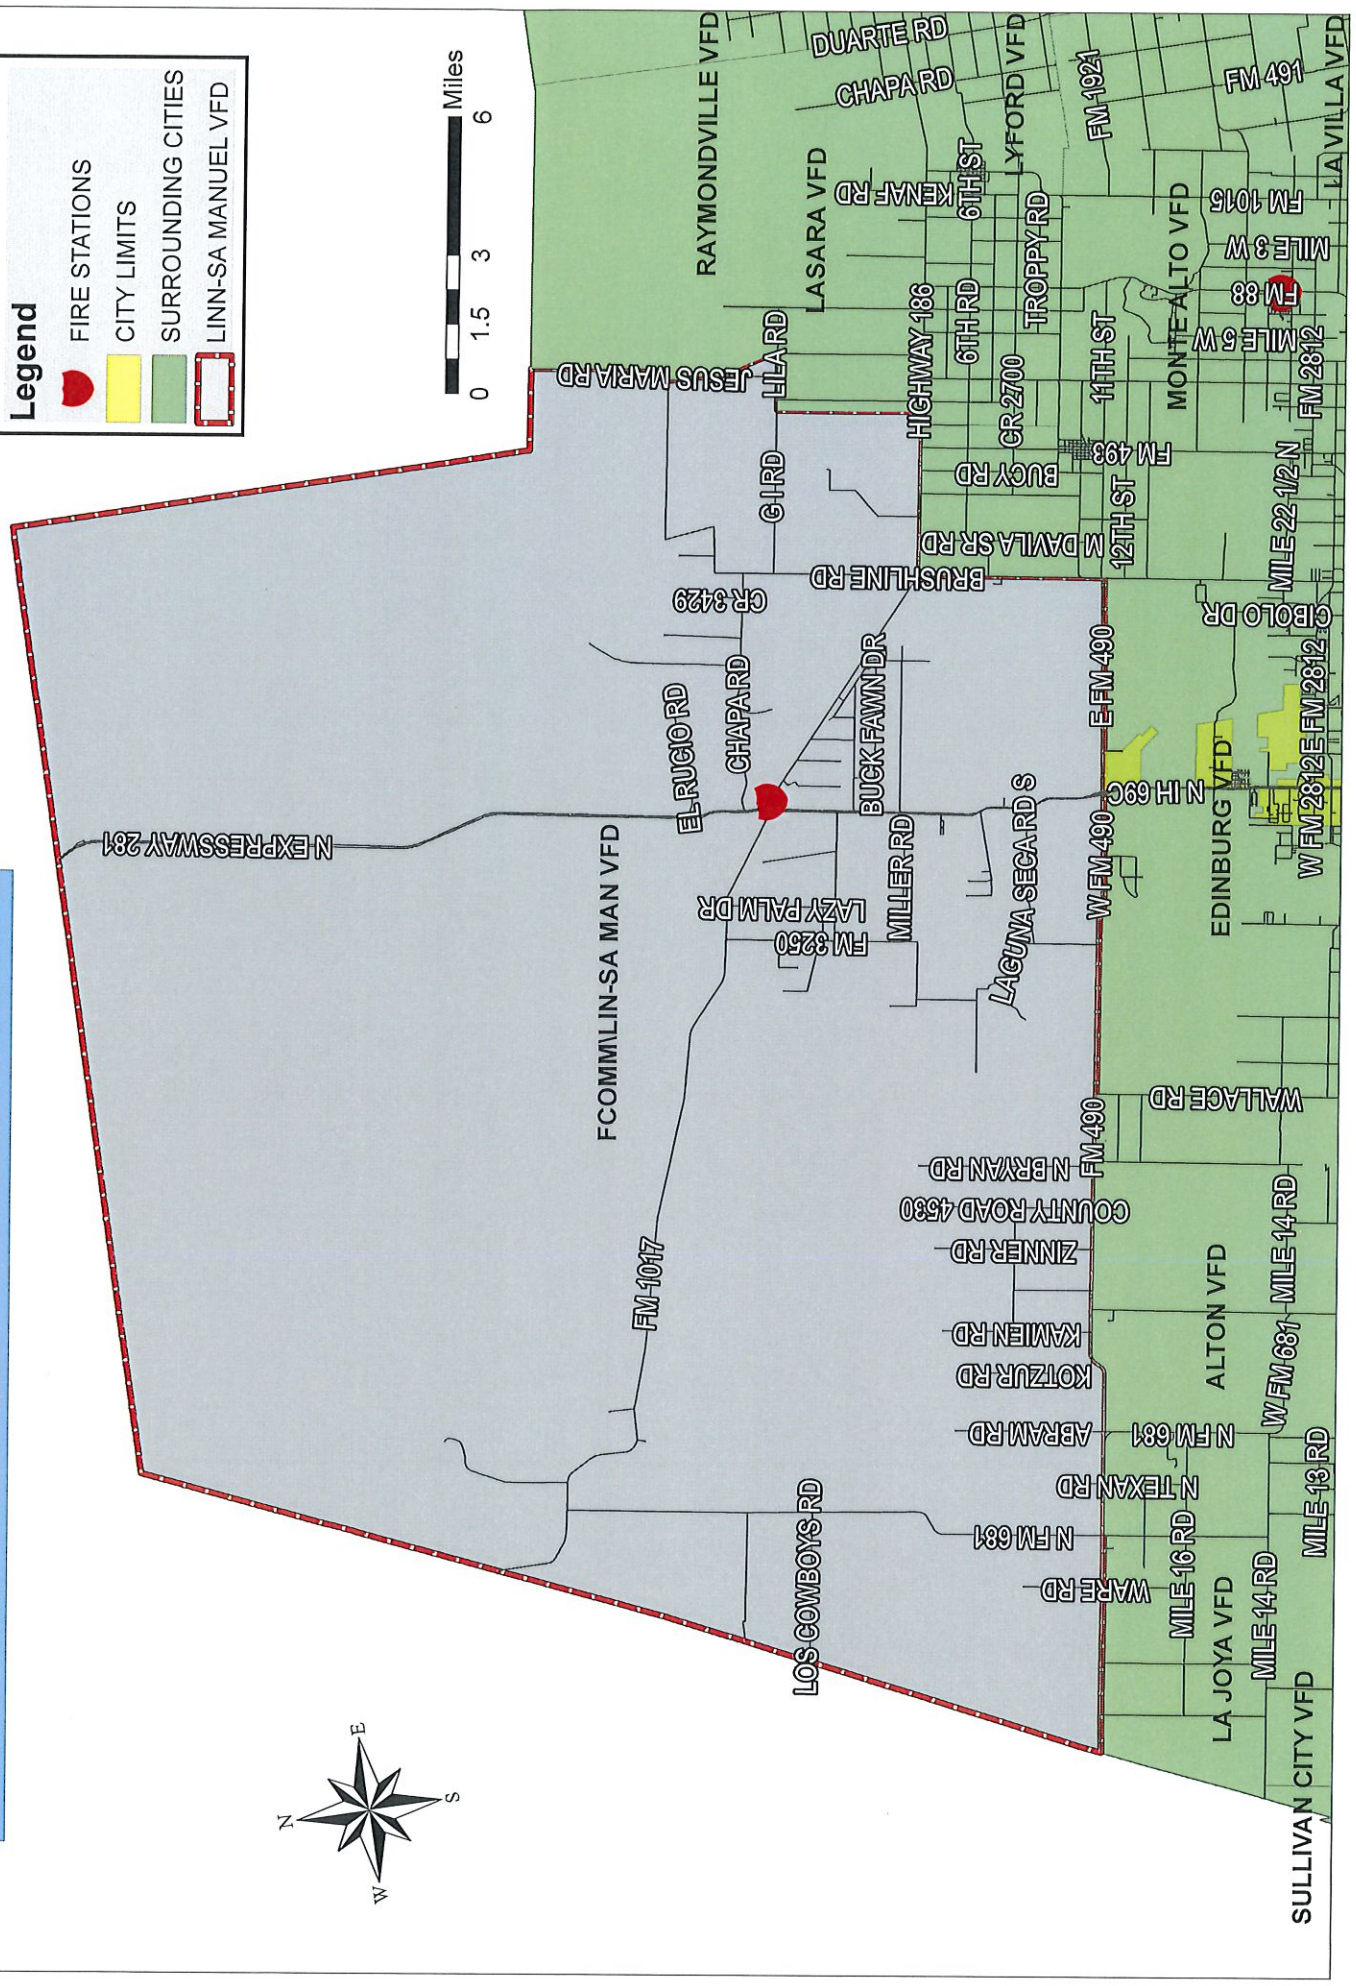 Legend
FIRE STATIONS
CITY LIMITS
SURROUNDING CITIES
LINN-SA MANUEL VFD
Miles
0 1.5 3 6
N
E
S
W
RAYMONDVILLE VFD
DUARTE RD
CHAPA RD
LASARA VFD
KENAF RD
6TH ST
LYFORD VFD
FM 1921
FM 491
LA VILLA VFD
JESUS MARIA RD
LILA RD
HIGHWAY 186
6TH RD
TROPPY RD
MONTE ALTO VFD
FM 1015
MILE 3 W
FM 88
MILE 5 W
FM 2812
CR 2700
11TH ST
BUCY RD
FM 493
12TH ST
M DAVILA SR RD
MILE 22 1/2 N
GI RD
BRUSHLINE RD
CR 3429
CHAPA RD
EL RUCIO RD
BUCK FAWN DR
E FM 490
CIBOLO DR
E FM 2812
W FM 2812
N EXPRESSWAY 281
N IH 69C
EDINBURG VFD
FCOMM\LIN-SA MAN VFD
LAZY PALM DR
FM 3250
MILLER RD
LAGUNA SECA RD S
W FM 490
WALLACE RD
FM 490
N BRYAN RD
COUNTY ROAD 4530
ZINNER RD
KAMIEN RD
KOTZUR RD
ABRAM RD
FM 1017
LOS COWBOYS RD
N FM 681
WARE RD
N TEXAN RD
N FM 681
ALTON VFD
W FM 681
MILE 14 RD
MILE 13 RD
MILE 16 RD
MILE 14 RD
LA JOYA VFD
SULLIVAN CITY VFD